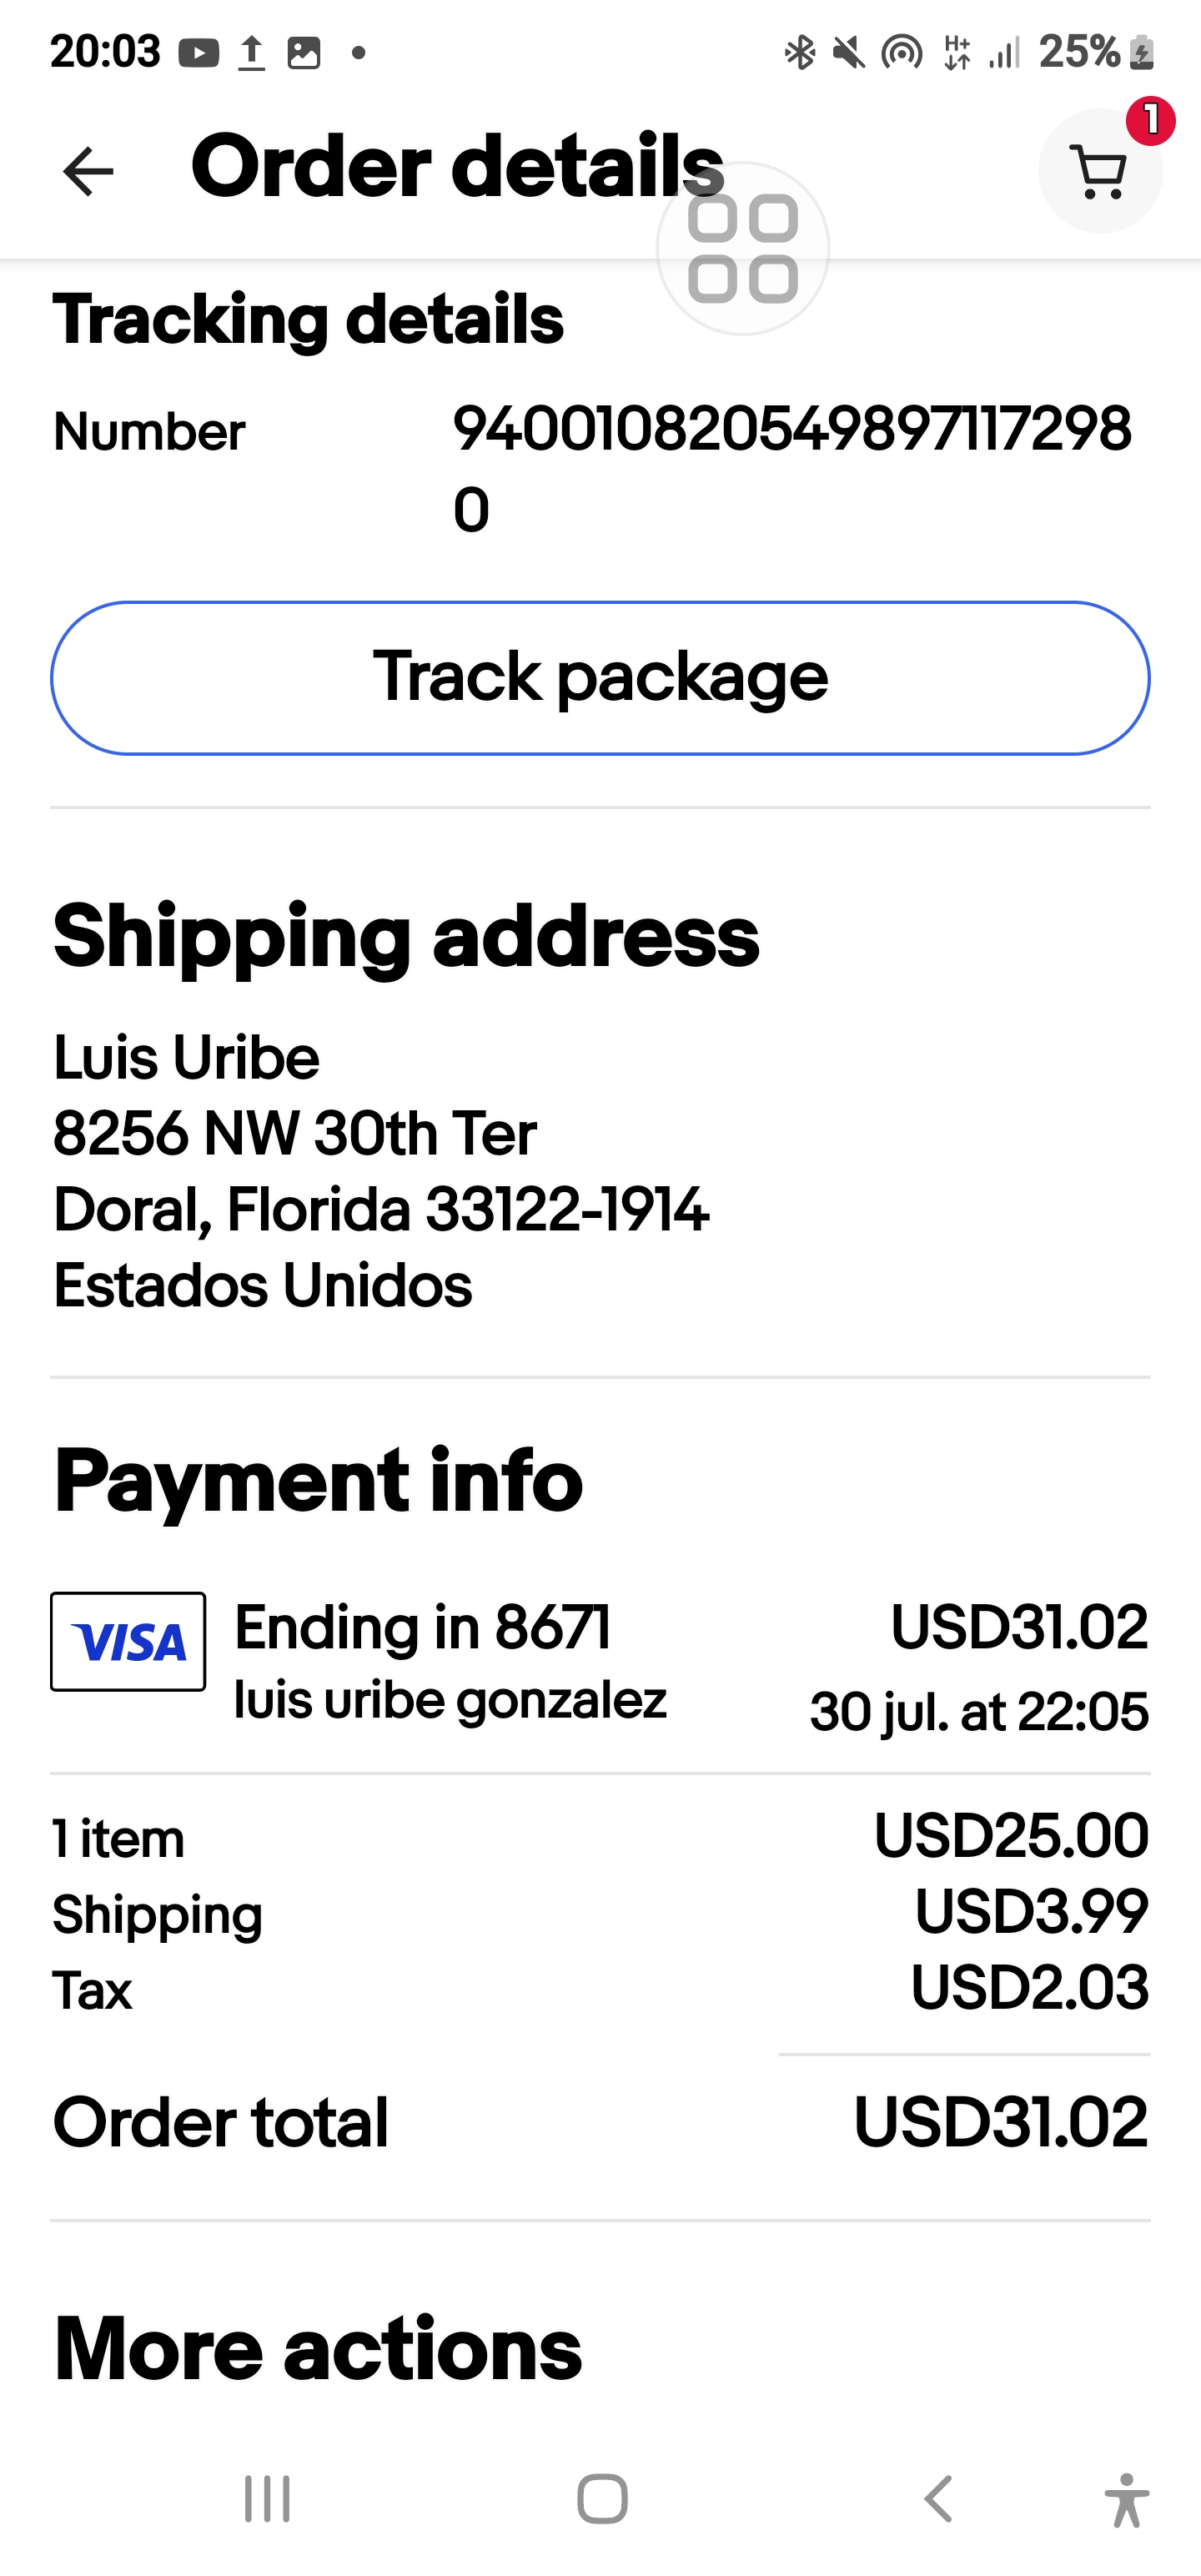 20:03
H+
25%
Order details
1
Tracking details
Number 940010820549897117298
0
Track package
Shipping address
Luis Uribe
8256 NW 30th Ter
Doral, Florida 33122-1914
Estados Unidos
Payment info
VISA Ending in 8671 USD31.02
luis uribe gonzalez 30 jul. at 22:05
1 item USD25.00
Shipping USD3.99
Tax USD2.03
Order total USD31.02
More actions